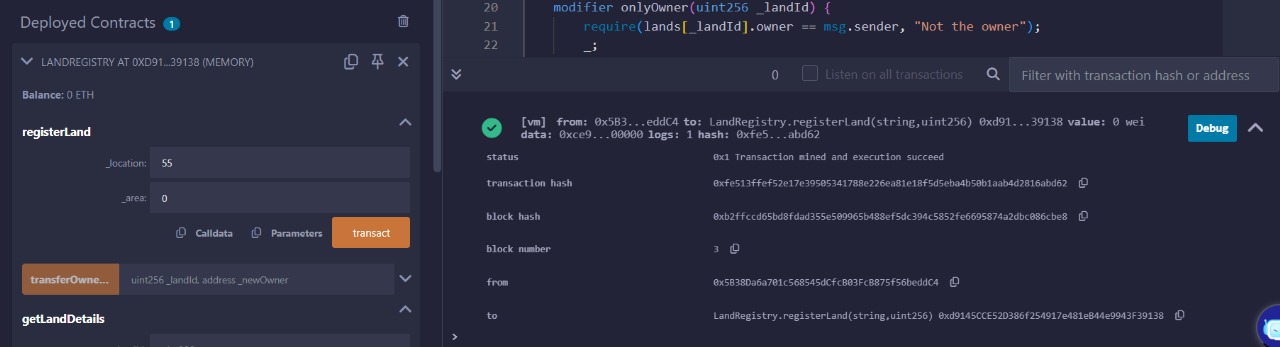 Deployed Contracts 1
LANDREGISTRY AT 0XD91...39138 (MEMORY)
Balance: 0 ETH
registerLand
_location: 55
_area: 0
Calldata Parameters transact
transferOwne... uint256 _landId, address _newOwner
getLandDetails
20 modifier onlyOwner(uint256 _landId) {
21 require(lands[_landId].owner == msg.sender, "Not the owner");
22 _;
0 Listen on all transactions Filter with transaction hash or address
[vm] from: 0x5B3...eddC4 to: LandRegistry.registerLand(string,uint256) 0xd91...39138 value: 0 wei
data: 0xce9...00000 logs: 1 hash: 0xfe5...abd62
Debug
status 0x1 Transaction mined and execution succeed
transaction hash 0xfe513ffef52e17e39505341788e226ea81e18f5d5eba4b50b1aab4d2816abd62
block hash 0xb2ffccd65bd8fdad355e509965b488ef5dc394c5852fe6695874a2dbc086cbe8
block number 3
from 0x5B38Da6a701c568545dCfcB03FcB875f56beddC4
to LandRegistry.registerLand(string,uint256) 0xd9145CCE52D386f254917e481eB44e9943F39138
>